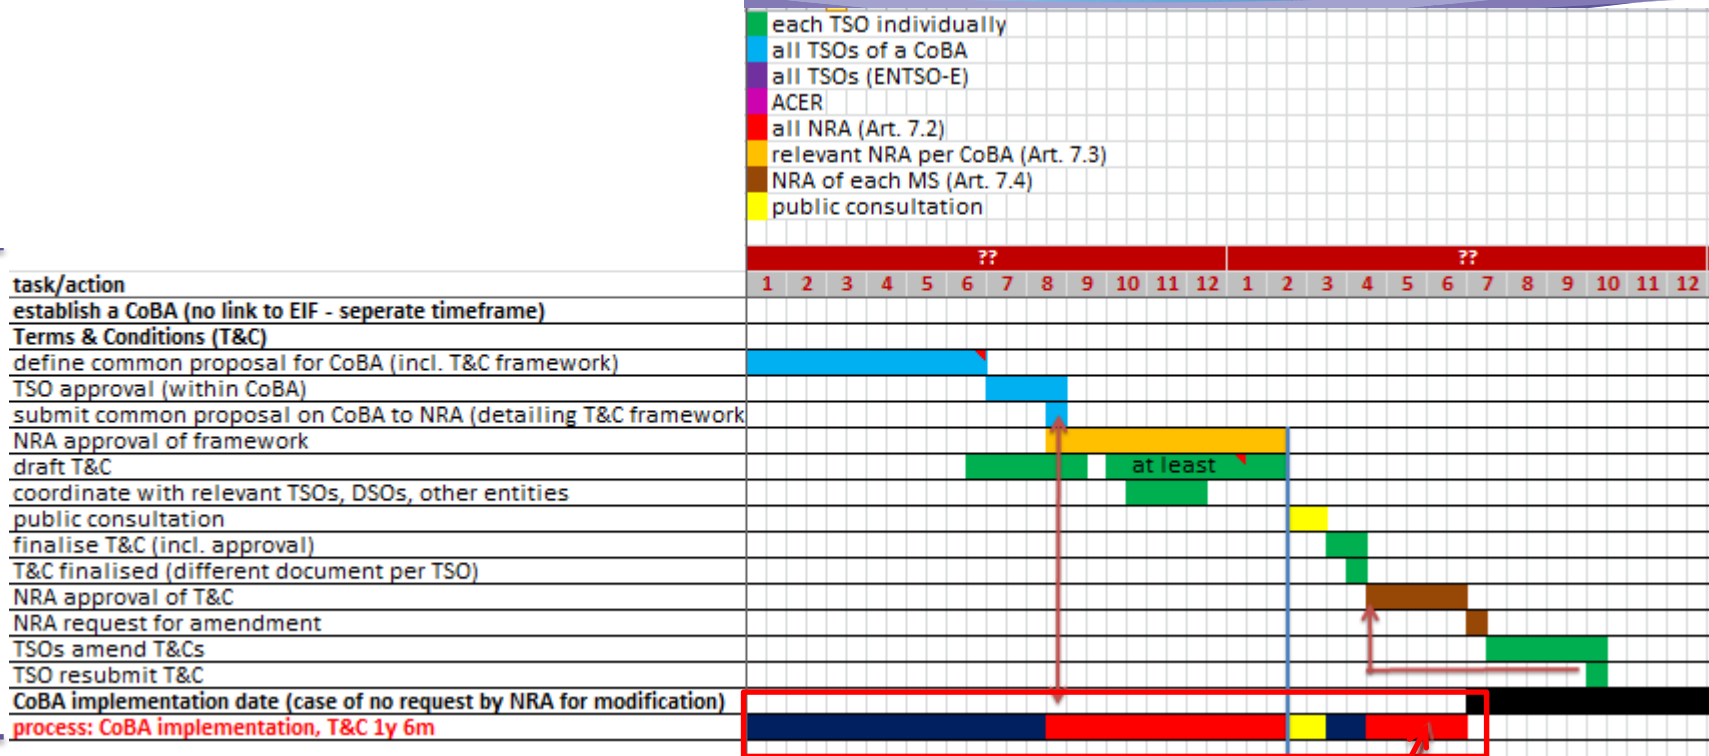 each TSO individually
all TSOs of a CoBA
all TSOs (ENTSO-E)
ACER
all NRA (Art. 7.2)
relevant NRA per CoBA (Art. 7.3)
NRA of each MS (Art. 7.4)
public consultation
?? ??
task/action 1 2 3 4 5 6 7 8 9 10 11 12 1 2 3 4 5 6 7 8 9 10 11 12
establish a CoBA (no link to EIF - seperate timeframe)
Terms & Conditions (T&C)
define common proposal for CoBA (incl. T&C framework)
TSO approval (within CoBA)
submit common proposal on CoBA to NRA (detailing T&C framework
NRA approval of framework
draft T&C at least
coordinate with relevant TSOs, DSOs, other entities
public consultation
finalise T&C (incl. approval)
T&C finalised (different document per TSO)
NRA approval of T&C
NRA request for amendment
TSOs amend T&Cs
TSO resubmit T&C
CoBA implementation date (case of no request by NRA for modification)
process: CoBA implementation, T&C 1y 6m